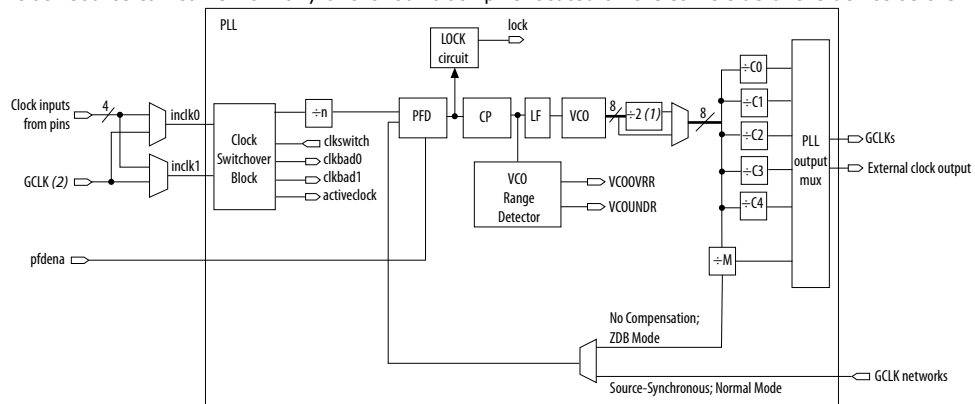 PLL
LOCK
circuit
lock
4
Clock inputs
from pins
inclk0
inclk1
GCLK (2)
Clock
Switchover
Block
÷n
clkswitch
clkbad0
clkbad1
activeclock
PFD
CP
LF
VCO
8
÷2 (1)
8
VCO
Range
Detector
VCOOVRR
VCOUNDR
÷C0
÷C1
÷C2
÷C3
÷C4
÷M
PLL
output
mux
GCLKs
External clock output
pfdena
No Compensation;
ZDB Mode
Source-Synchronous; Normal Mode
GCLK networks